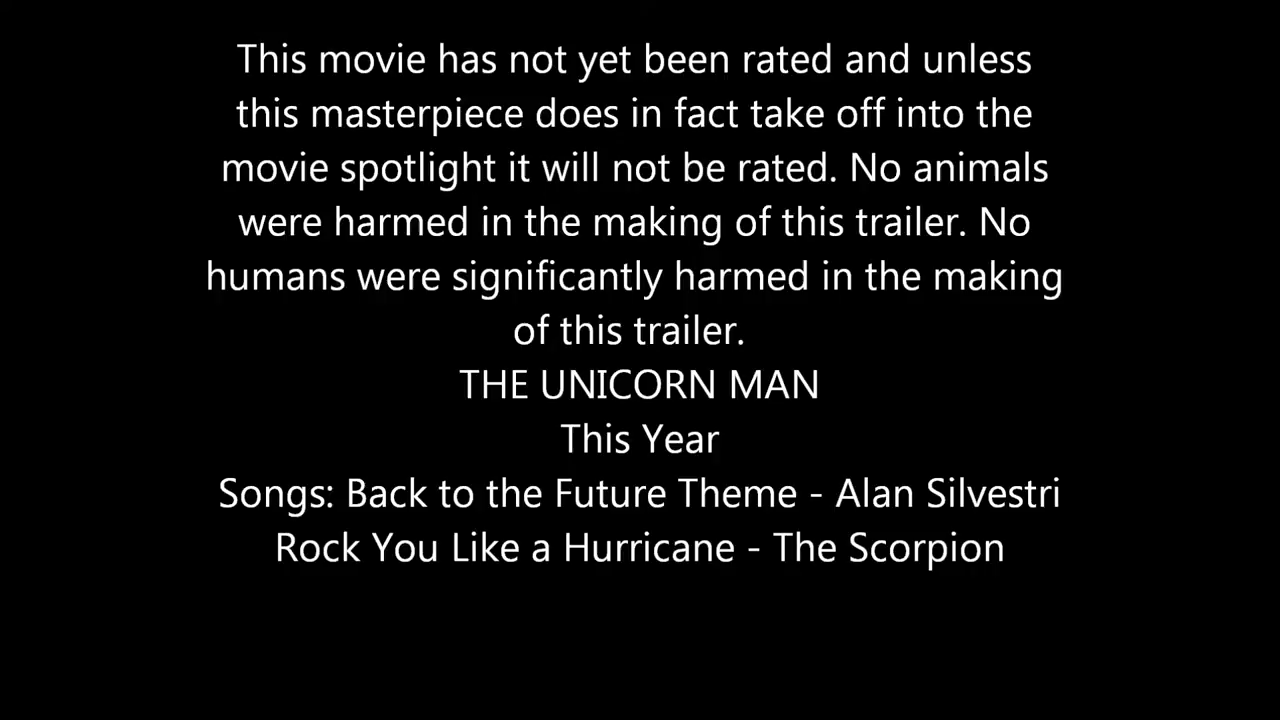 This movie has not yet been rated and unless
this masterpiece does in fact take off into the
movie spotlight it will not be rated. No animals
were harmed in the making of this trailer. No
humans were significantly harmed in the making
of this trailer.
THE UNICORN MAN
This Year
Songs: Back to the Future Theme - Alan Silvestri
Rock You Like a Hurricane - The Scorpion